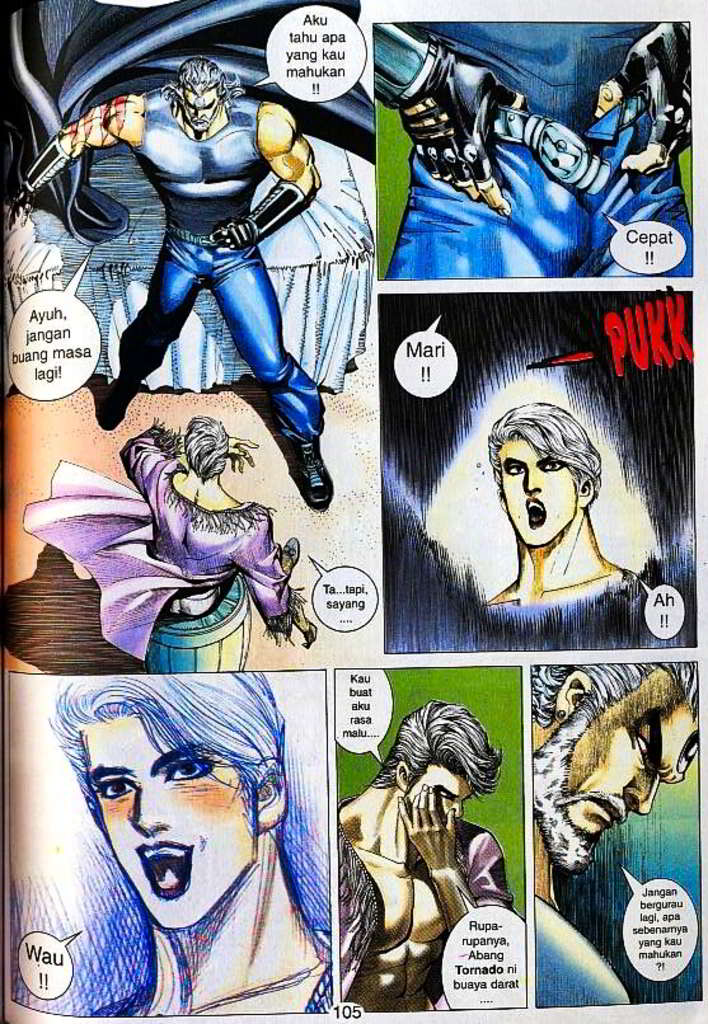 Aku
tahu apa
yang kau
mahukan
!!
Ayuh,
jangan
buang masa
lagi!
Ta...tapi,
sayang
....
Cepat
!!
Mari
!!
PUKK
Ah
!!
Wau
!!
Kau
buat
aku
rasa
malu....
Rupa-
rupanya,
Abang
Tornado ni
buaya darat
....
Jangan
bergurau
lagi, apa
sebenarnya
yang kau
mahukan
?!
105